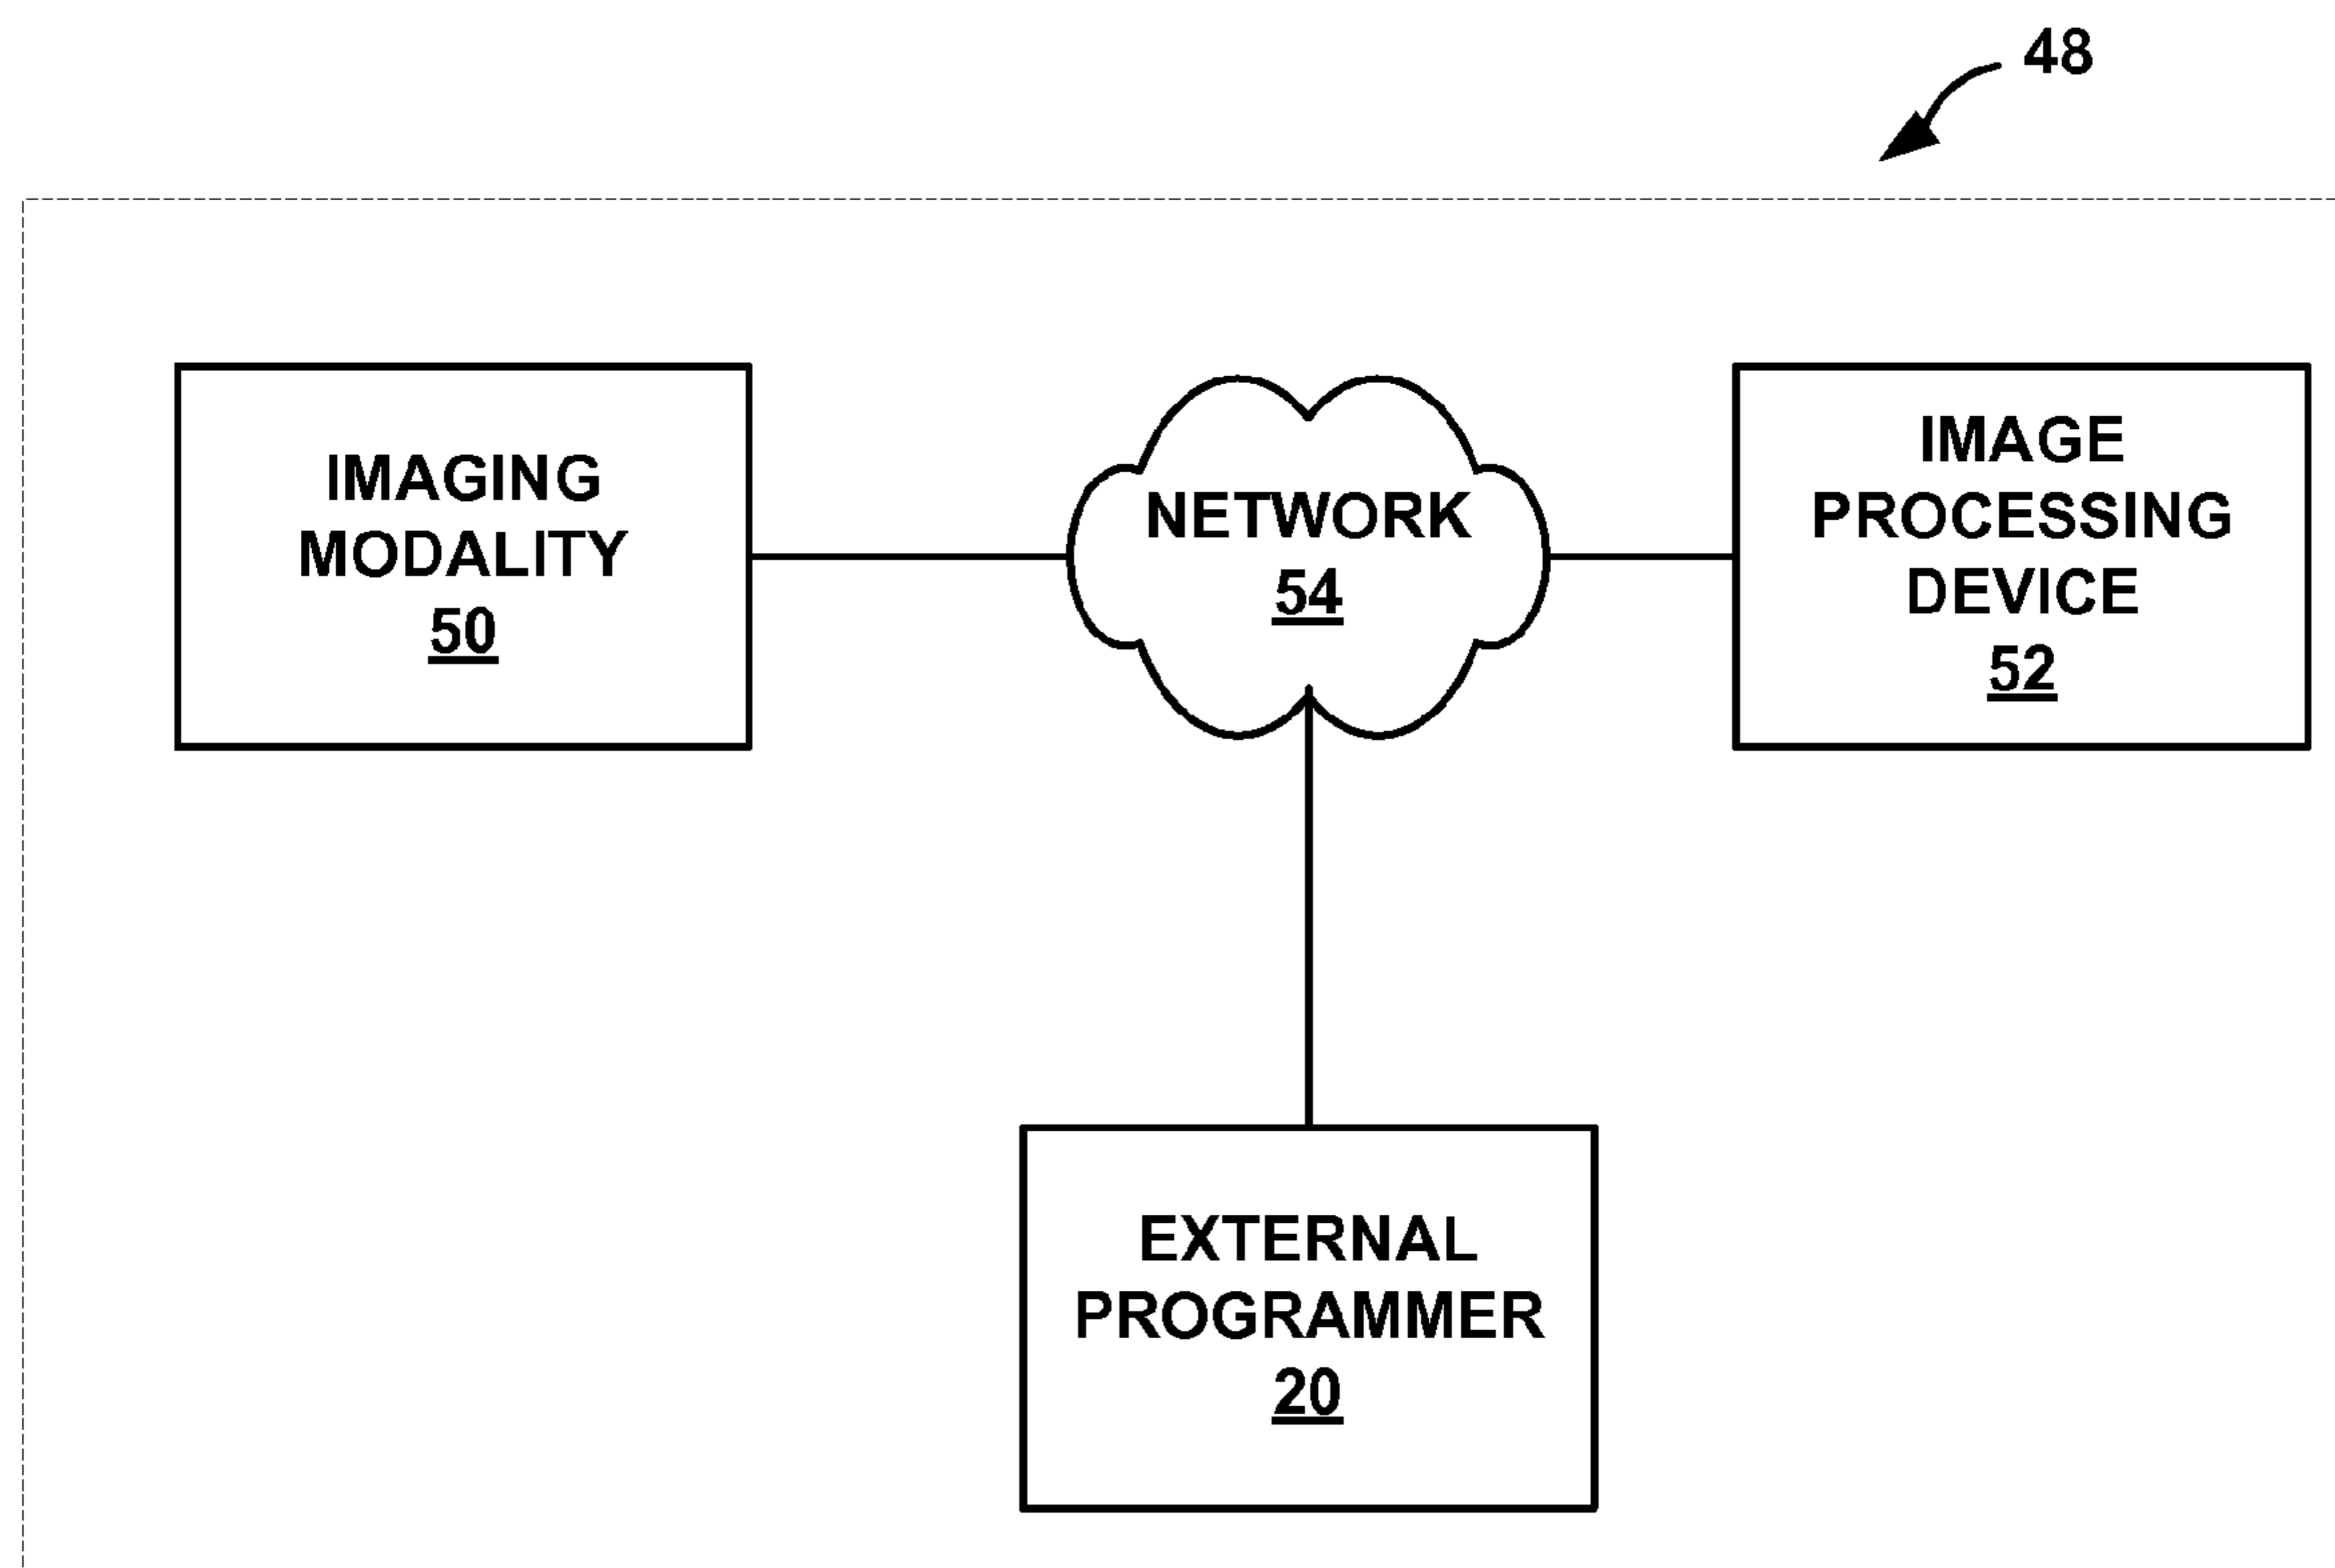 48
IMAGING
MODALITY
50
NETWORK
54
IMAGE
PROCESSING
DEVICE
52
EXTERNAL
PROGRAMMER
20